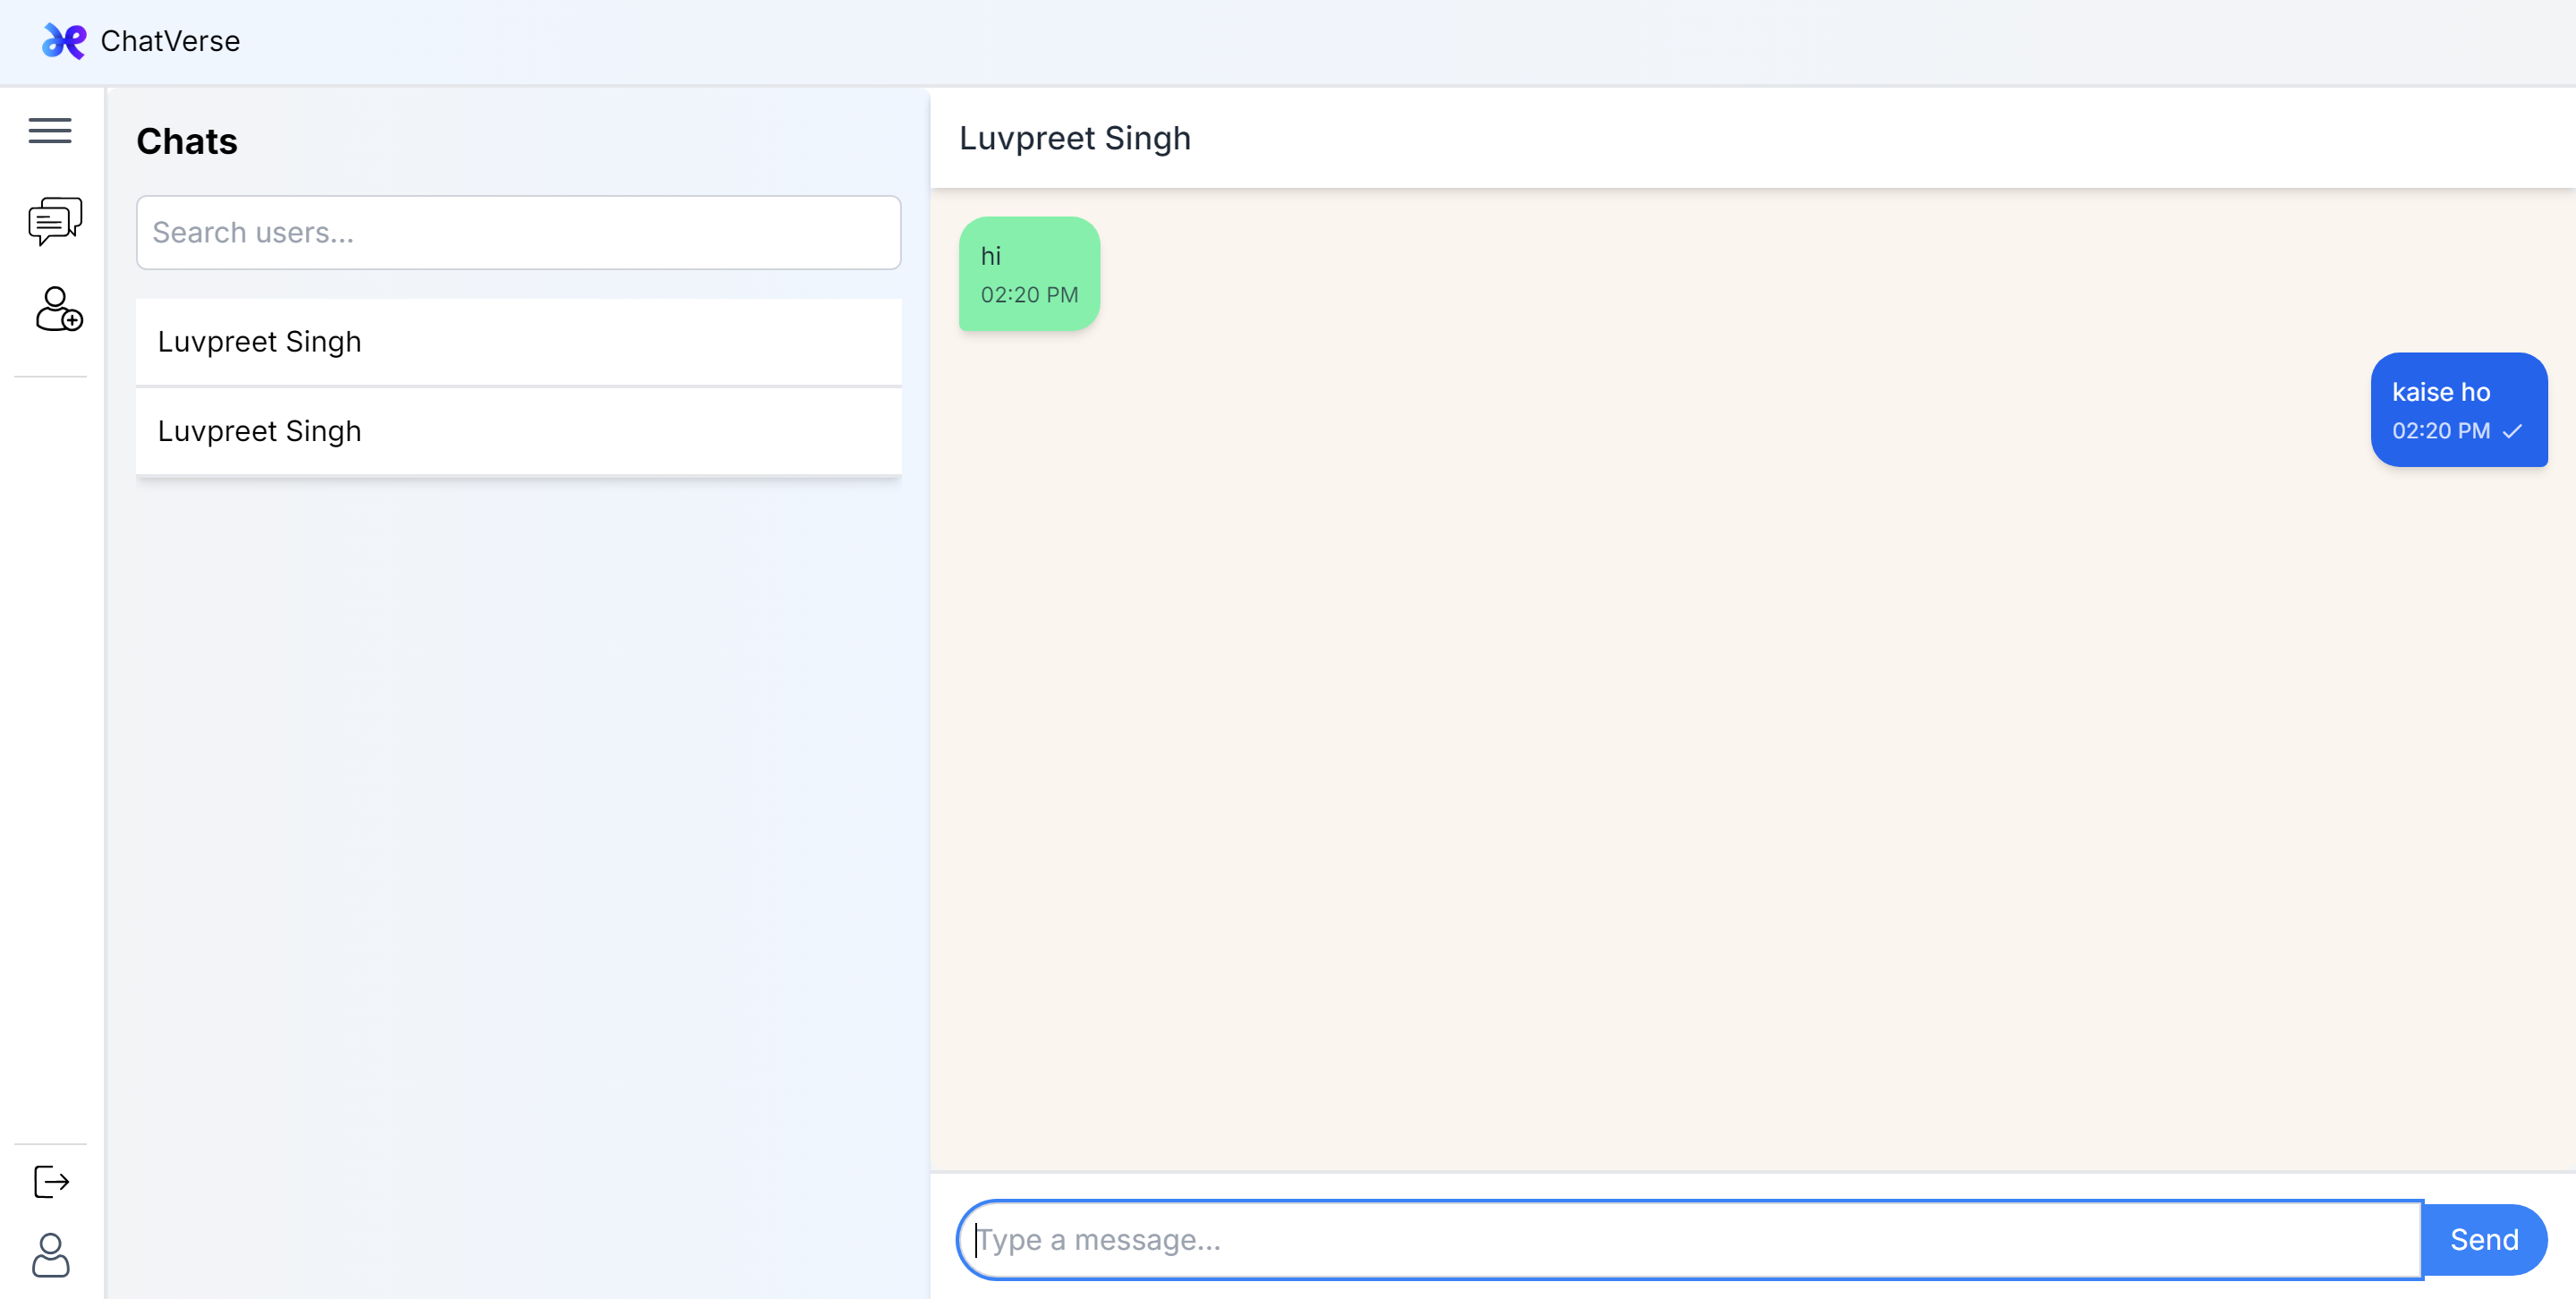 ChatVerse
Chats
Search users...
Luvpreet Singh
Luvpreet Singh
Luvpreet Singh
hi
02:20 PM
kaise ho
02:20 PM
Type a message...
Send